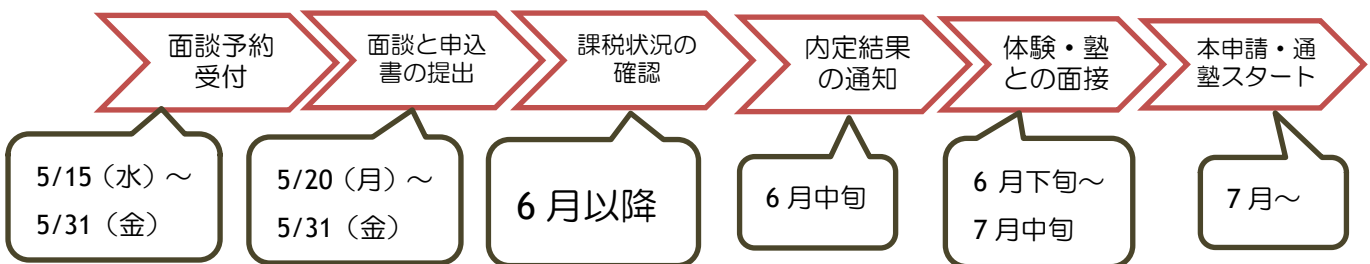 面談予約
受付
面談と申込
書の提出
課税状況の
確認
内定結果
の通知
体験・塾
との面接
本申請・通
塾スタート
5/15（水）～
5/31（金）
5/20（月）～
5/31（金）
6月以降
6月中旬
6月下旬～
7月中旬
7月～